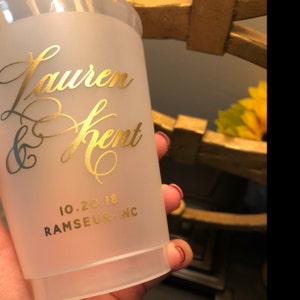 Lauren
& Kent
10.20.18
RAMSEUR, NC